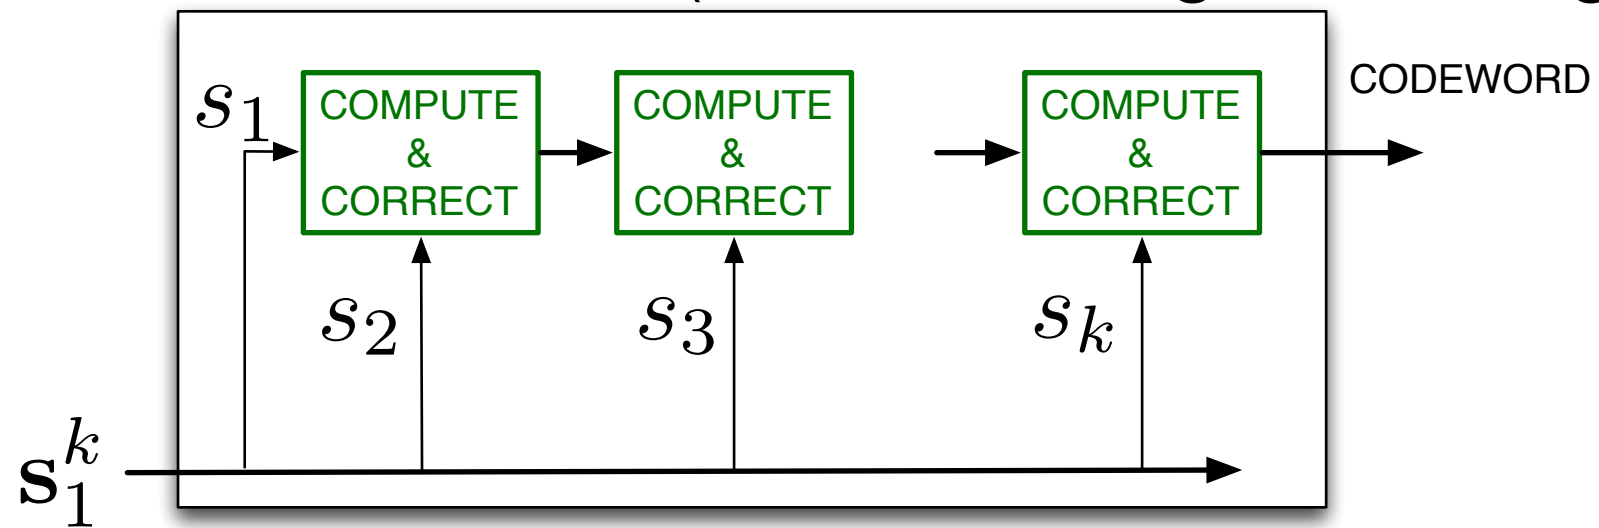 s₁
COMPUTE
&
CORRECT
COMPUTE
&
CORRECT
COMPUTE
&
CORRECT
CODEWORD
s₂
s₃
sₖ
𝐬₁ᵏ